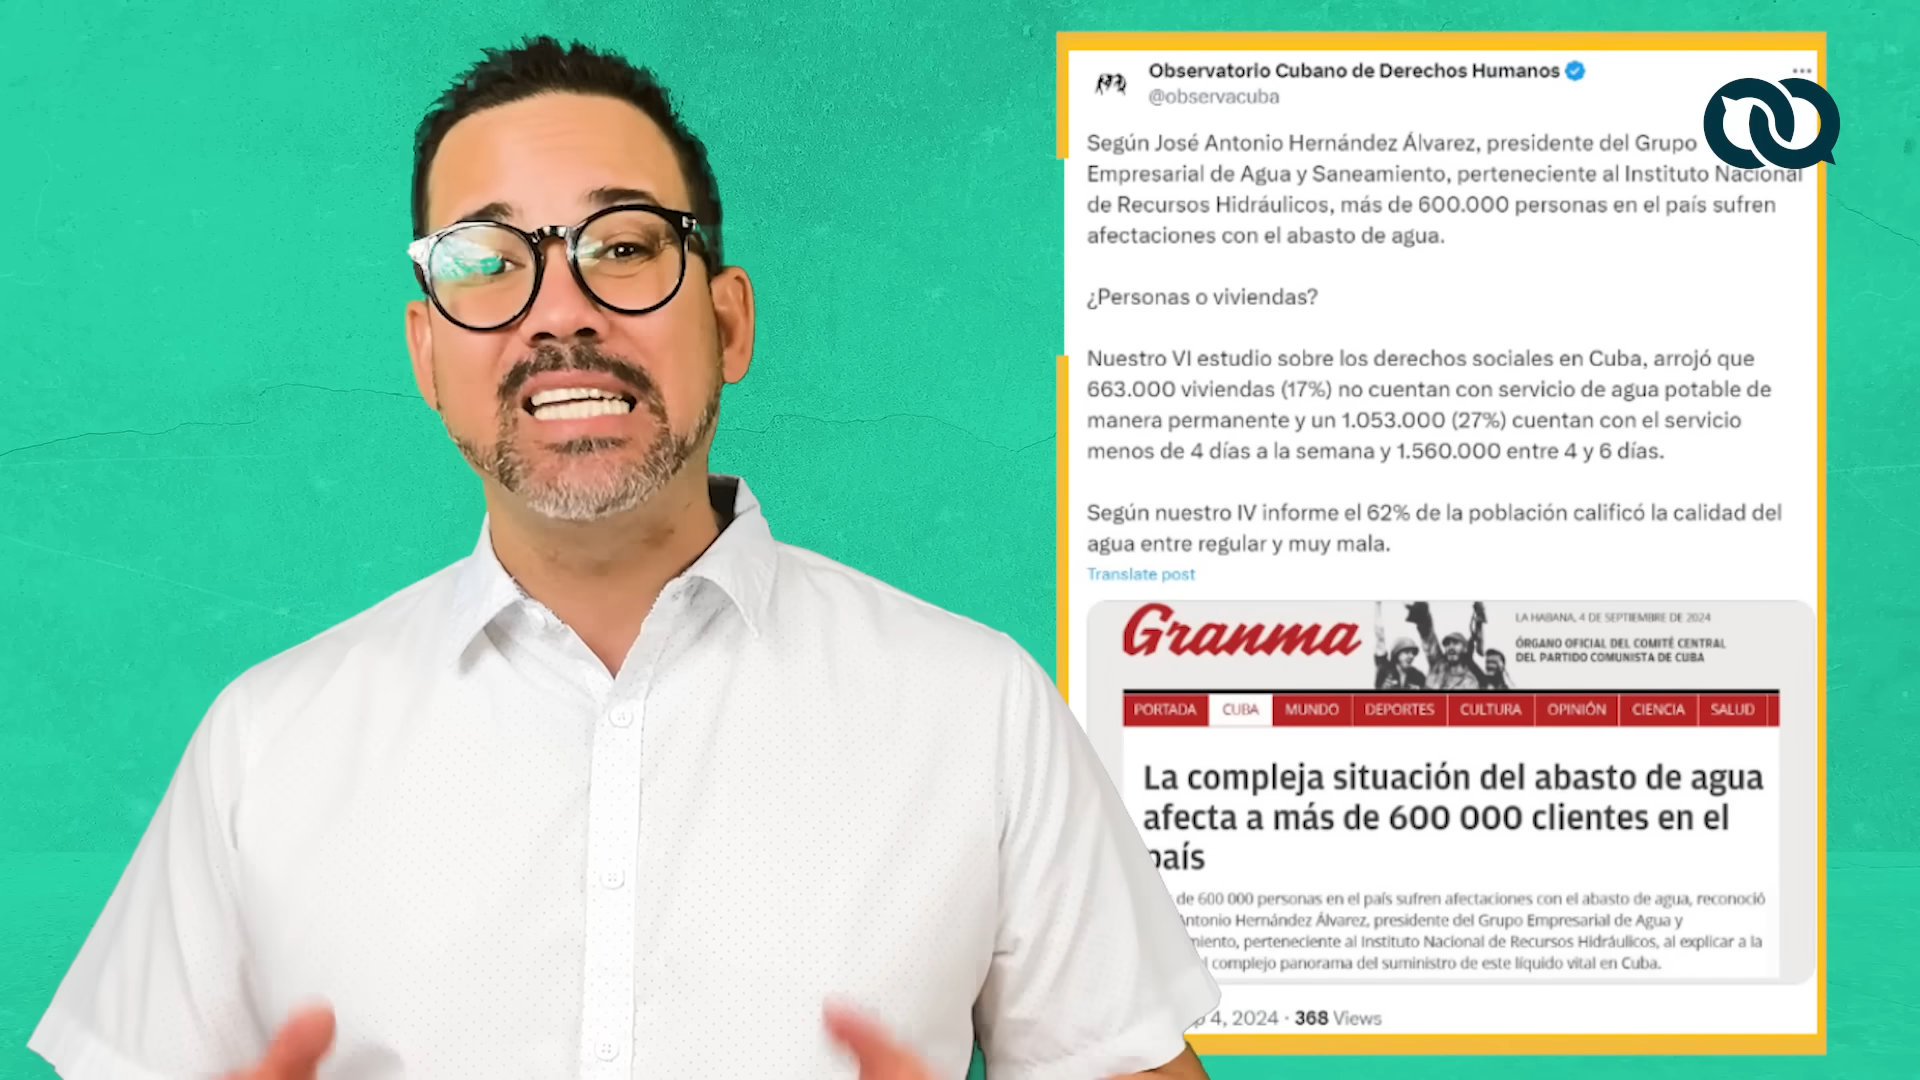 Observatorio Cubano de Derechos Humanos
@observacuba
Según José Antonio Hernández Álvarez, presidente del Grupo
Empresarial de Agua y Saneamiento, perteneciente al Instituto Nacional
de Recursos Hidráulicos, más de 600.000 personas en el país sufren
afectaciones con el abasto de agua.
¿Personas o viviendas?
Nuestro VI estudio sobre los derechos sociales en Cuba, arrojó que
663.000 viviendas (17%) no cuentan con servicio de agua potable de
manera permanente y un 1.053.000 (27%) cuentan con el servicio
menos de 4 días a la semana y 1.560.000 entre 4 y 6 días.
Según nuestro IV informe el 62% de la población calificó la calidad del
agua entre regular y muy mala.
Translate post
Granma
LA HABANA, 4 DE SEPTIEMBRE DE 2024
ÓRGANO OFICIAL DEL COMITÉ CENTRAL
DEL PARTIDO COMUNISTA DE CUBA
PORTADA CUBA MUNDO DEPORTES CULTURA OPINIÓN CIENCIA SALUD
La compleja situación del abasto de agua
afecta a más de 600 000 clientes en el
país
de 600 000 personas en el país sufren afectaciones con el abasto de agua, reconoció
Antonio Hernández Álvarez, presidente del Grupo Empresarial de Agua y
perteneciente al Instituto Nacional de Recursos Hidráulicos, al explicar a la
complejo panorama del suministro de este líquido vital en Cuba.
4, 2024 · 368 Views